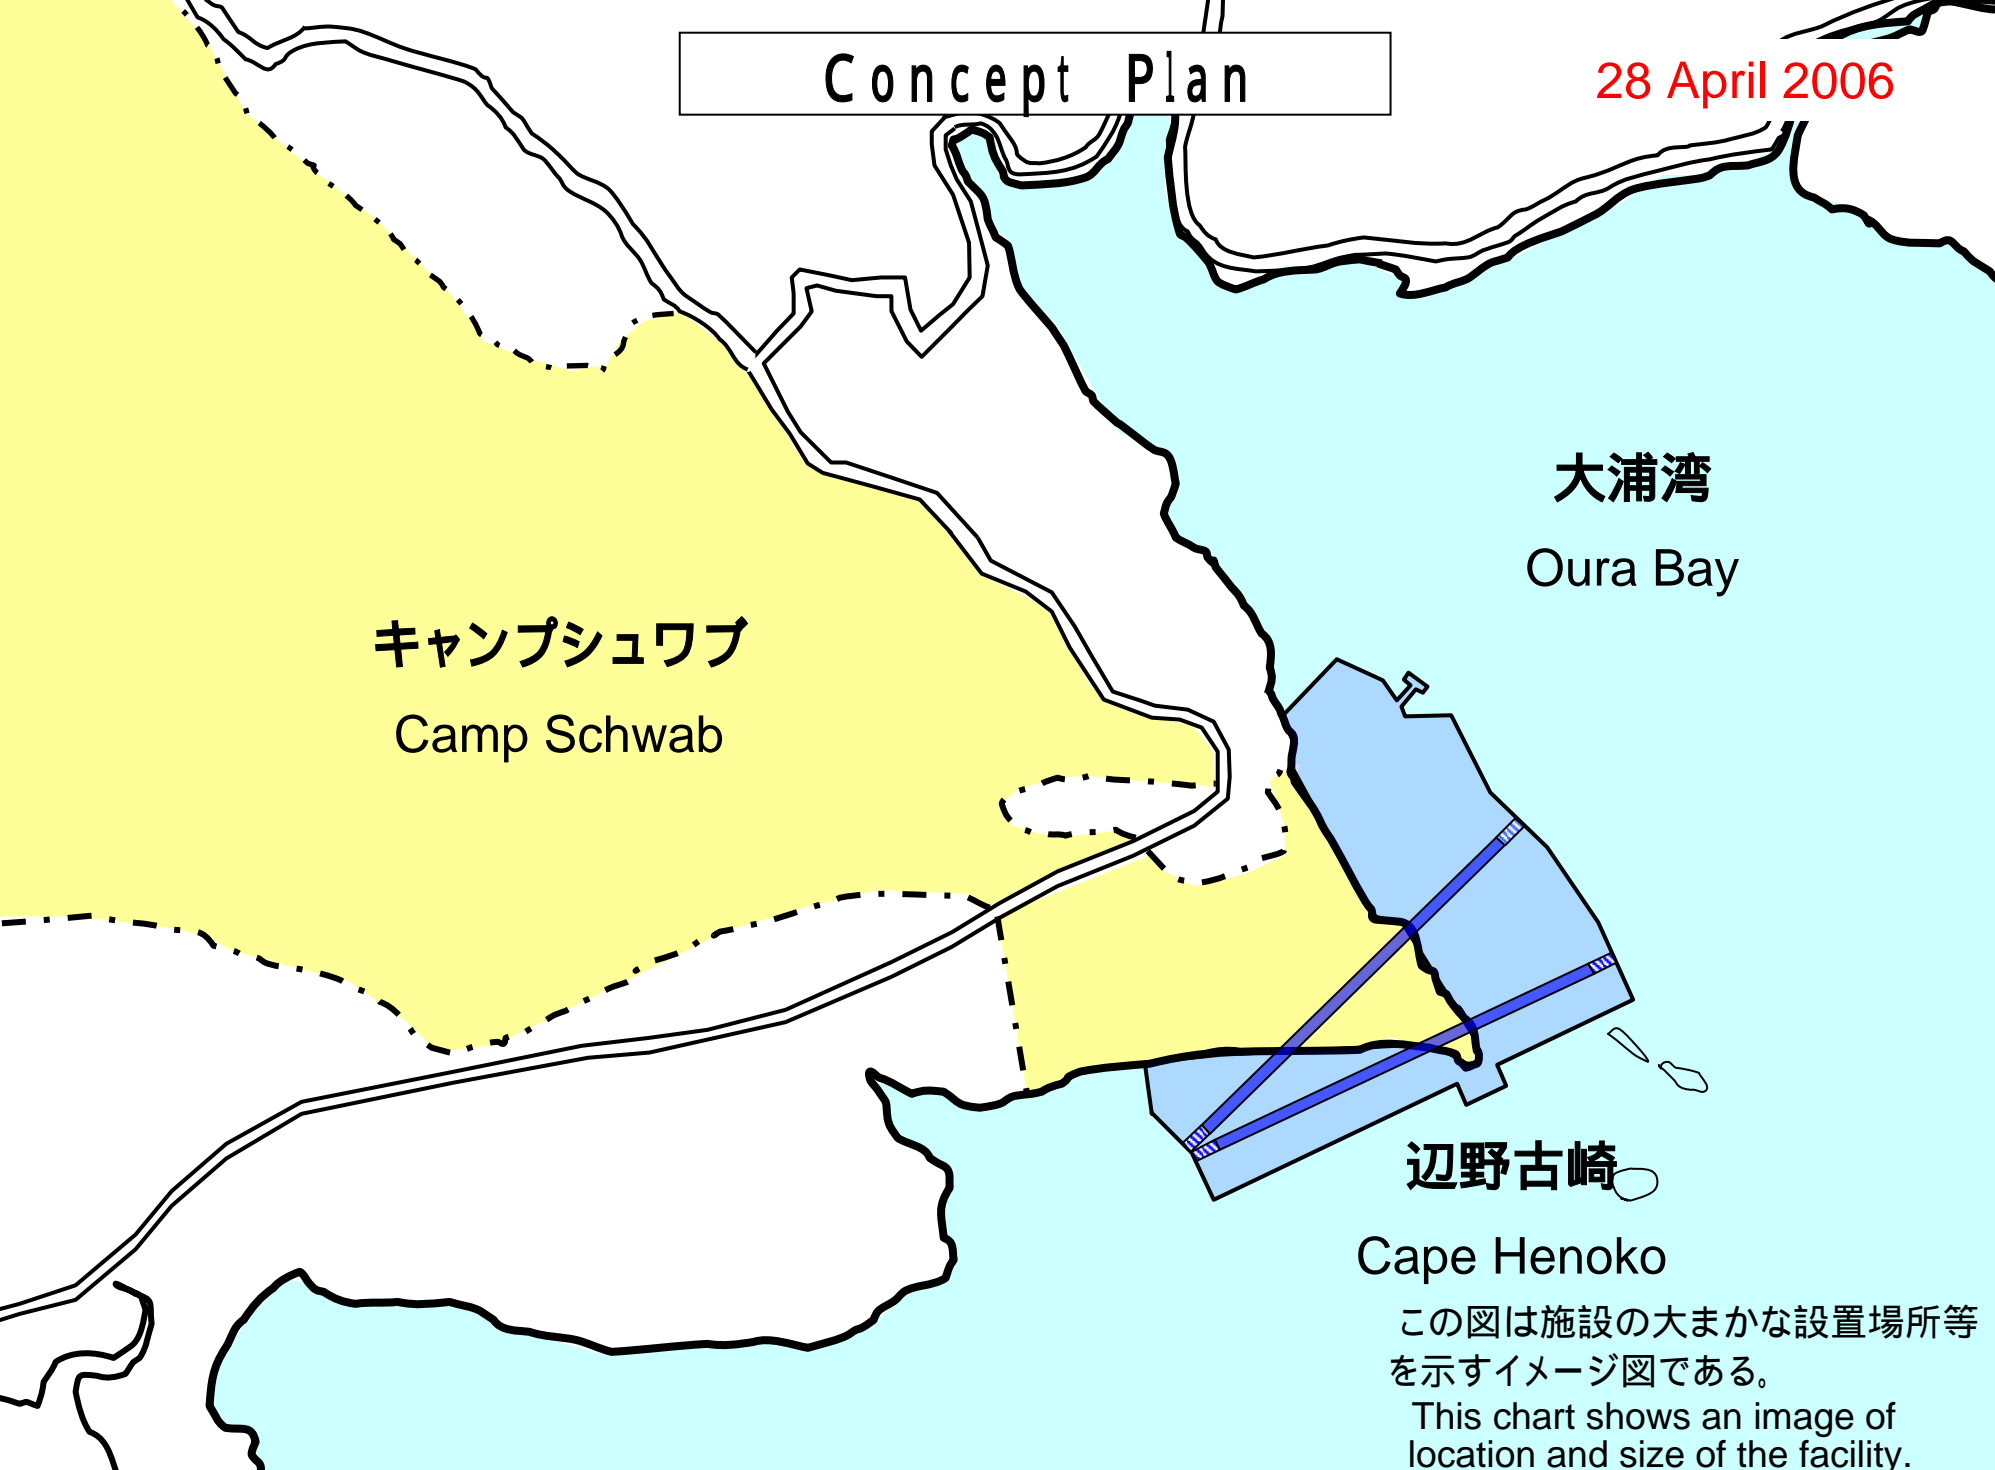 Concept Plan
28 April 2006
大浦湾
Oura Bay
キャンプシュワブ
Camp Schwab
辺野古崎
Cape Henoko
この図は施設の大まかな設置場所等
を示すイメージ図である。
This chart shows an image of
location and size of the facility.